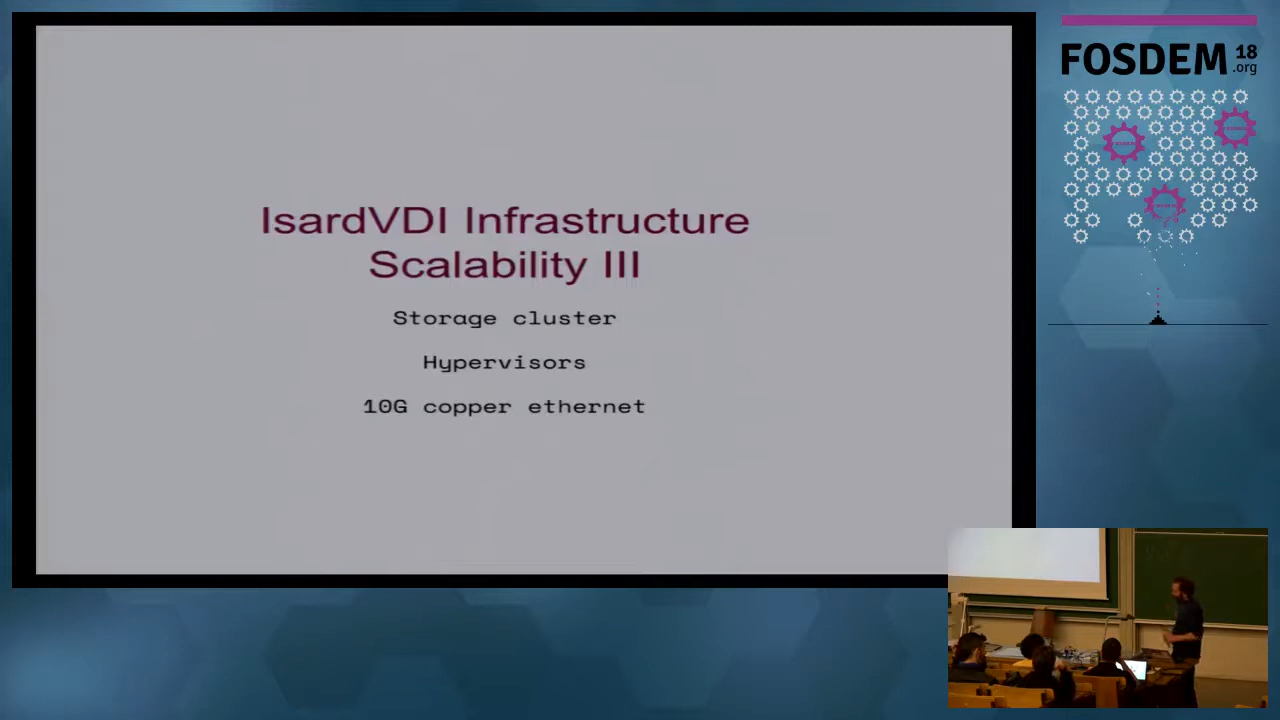 IsardVDI Infrastructure
Scalability III
Storage cluster
Hypervisors
10G copper ethernet
FOSDEM 18
.org